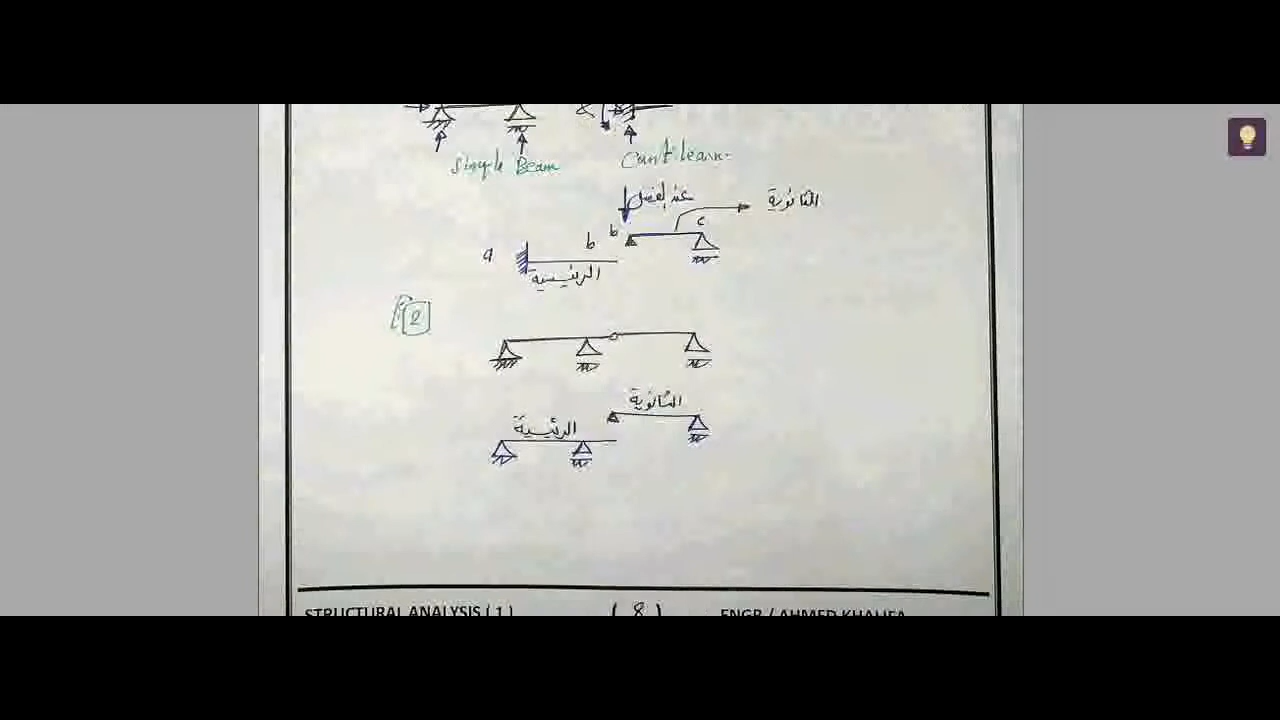 Simple Beam
Cantilever
عند الفصل
الثانوية
c
b
b
a
الرئيسية
2
الثانوية
الرئيسية
STRUCTURAL ANALYSIS ( 1 ) ( 8 ) ENGR / AHMED KHALIFA